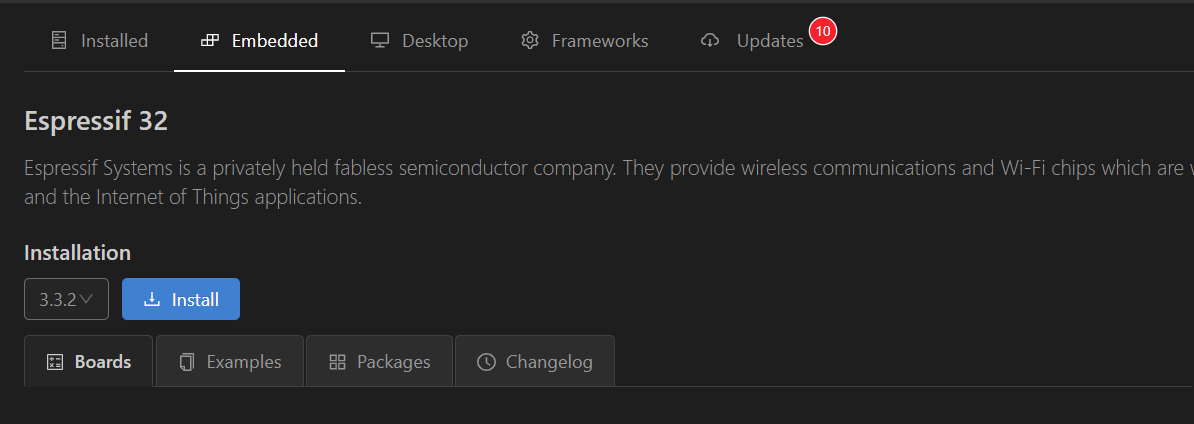 Installed Embedded Desktop Frameworks Updates 10
Espressif 32
Espressif Systems is a privately held fabless semiconductor company. They provide wireless communications and Wi-Fi chips which are
and the Internet of Things applications.
Installation
3.3.2 Install
Boards Examples Packages Changelog